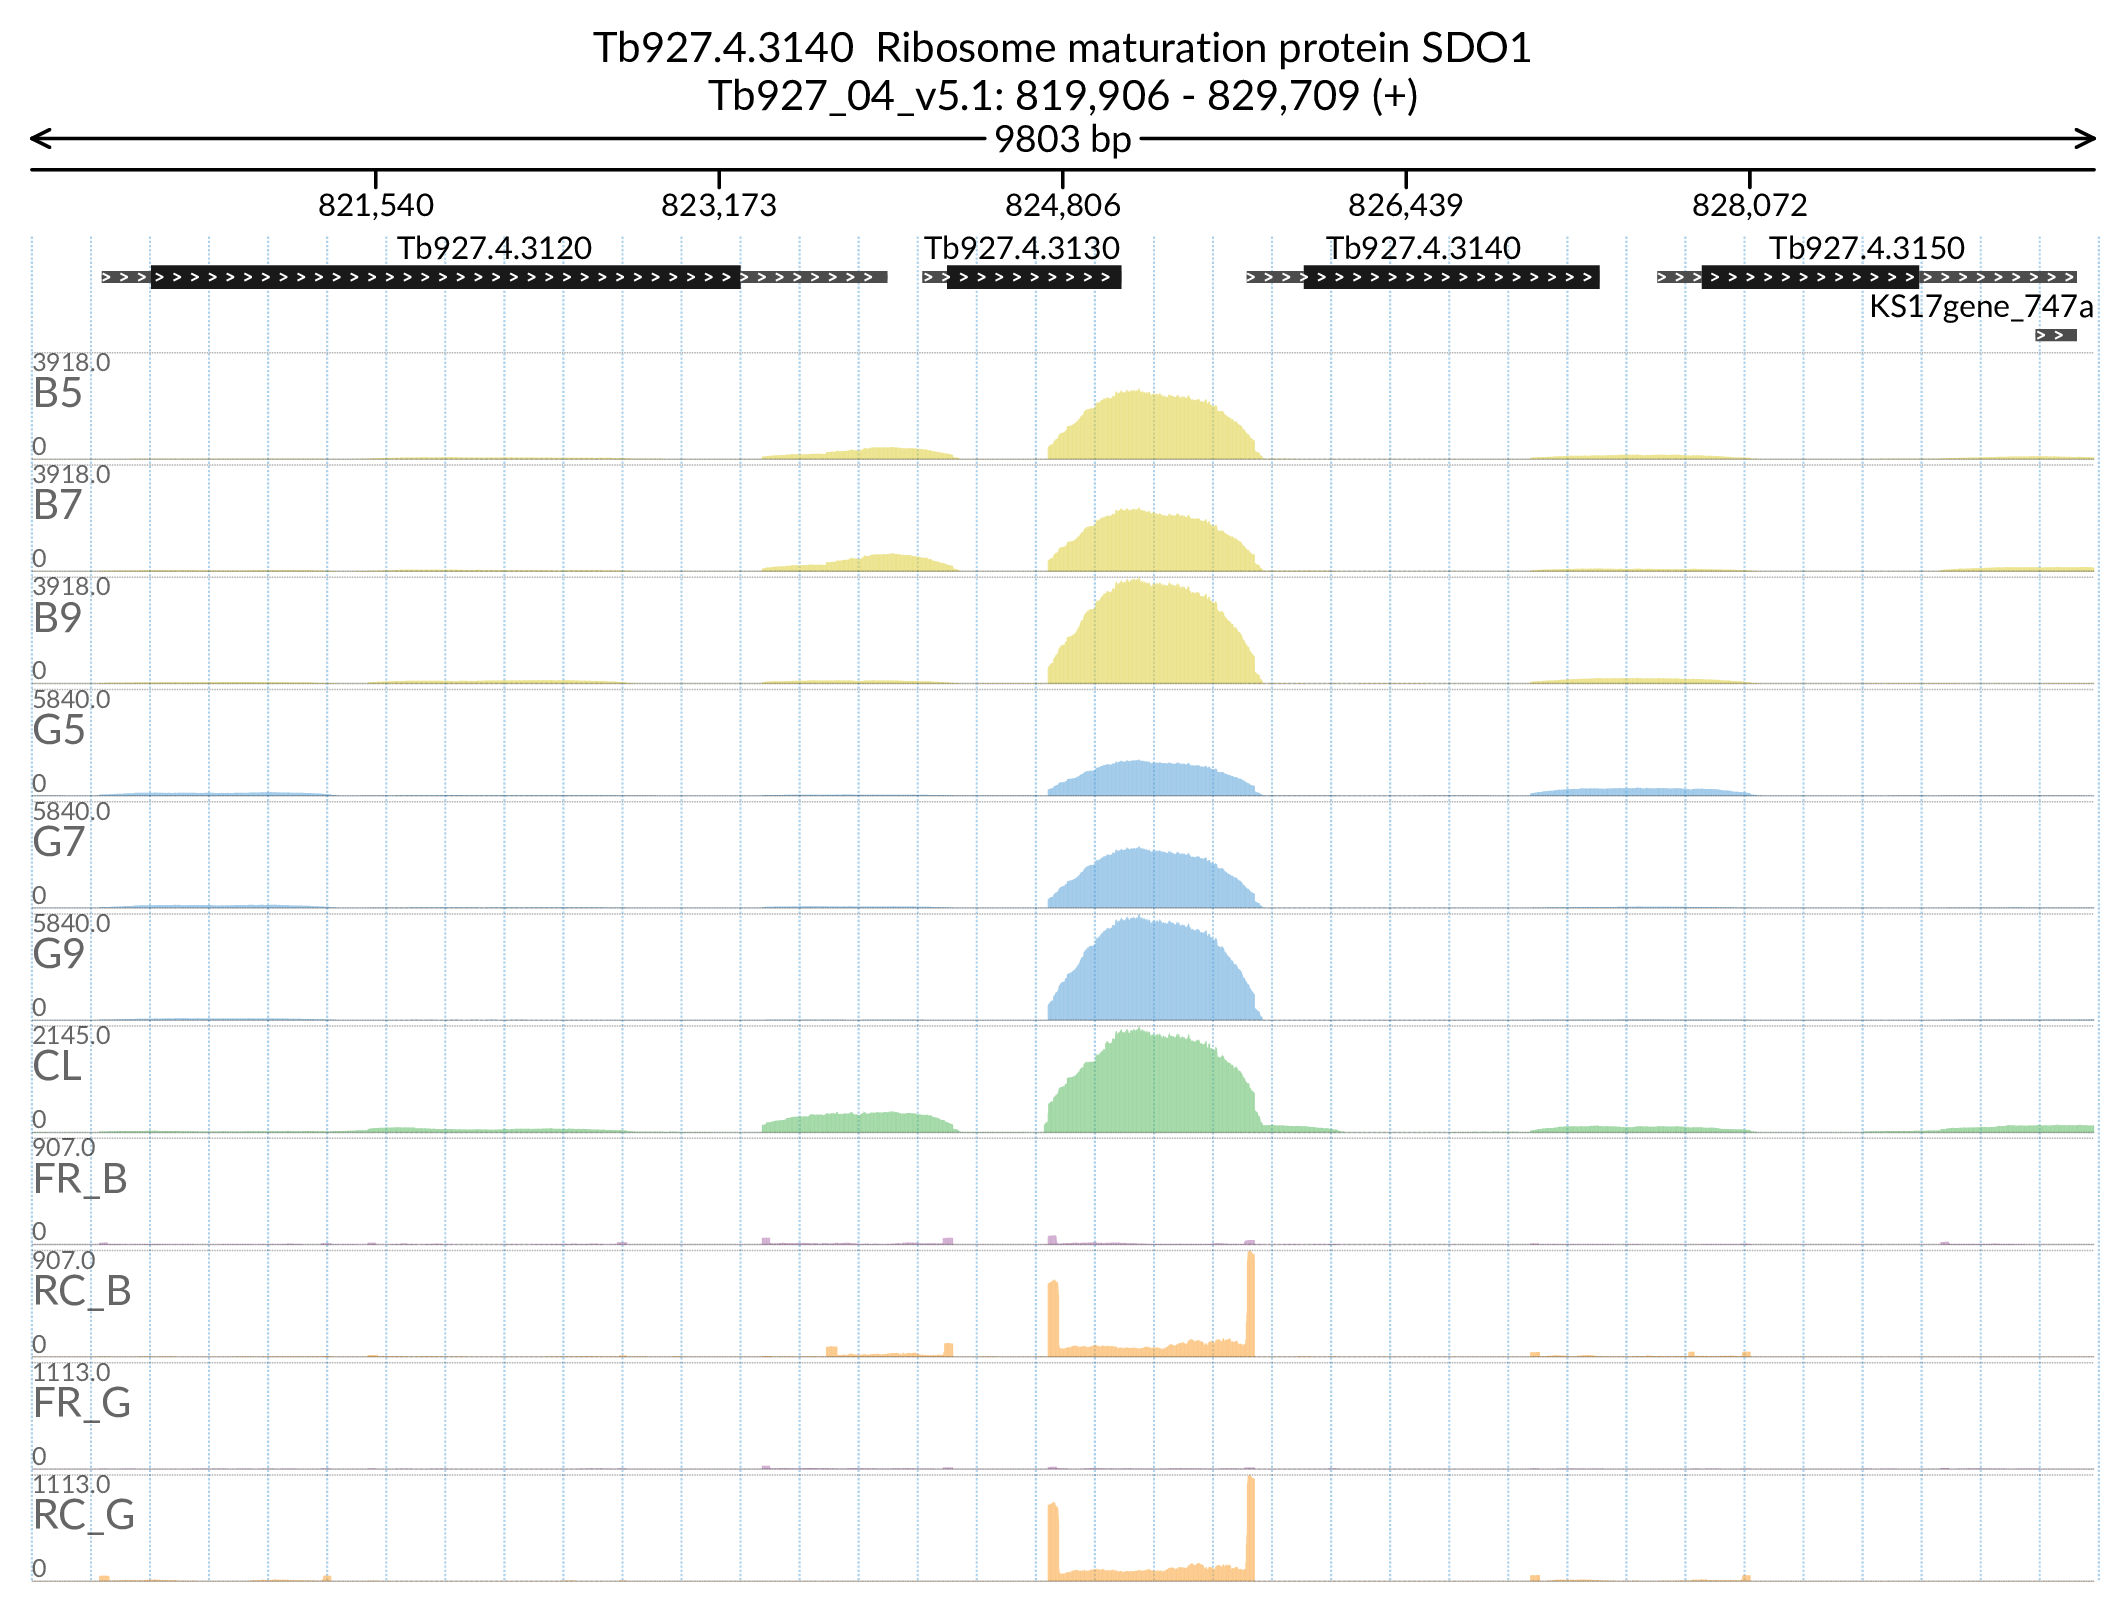 Tb927.4.3140  Ribosome maturation protein SDO1
Tb927_04_v5.1: 819,906 - 829,709 (+)
9803 bp
821,540 823,173 824,806 826,439 828,072
Tb927.4.3120 Tb927.4.3130 Tb927.4.3140 Tb927.4.3150
KS17gene_747a
3918.0
B5
0
3918.0
B7
0
3918.0
B9
0
5840.0
G5
0
5840.0
G7
0
5840.0
G9
0
2145.0
CL
0
907.0
FR_B
0
907.0
RC_B
0
1113.0
FR_G
0
1113.0
RC_G
0